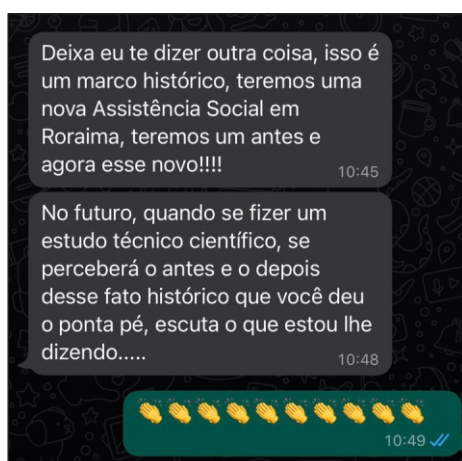 Deixa eu te dizer outra coisa, isso é
um marco histórico, teremos uma
nova Assistência Social em
Roraima, teremos um antes e
agora esse novo!!!!
10:45
No futuro, quando se fizer um
estudo técnico científico, se
perceberá o antes e o depois
desse fato histórico que você deu
o ponta pé, escuta o que estou lhe
dizendo.....
10:48
👏👏👏👏👏👏👏👏👏👏
10:49